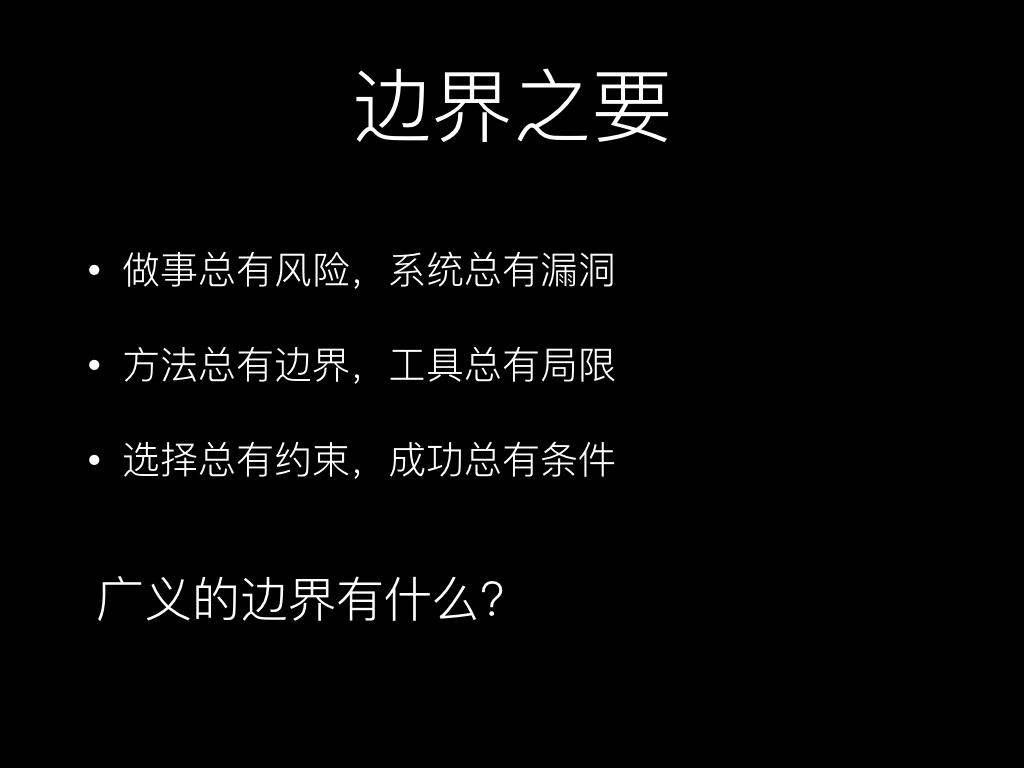 边界之要
• 做事总有风险，系统总有漏洞
• 方法总有边界，工具总有局限
• 选择总有约束，成功总有条件
广义的边界有什么？